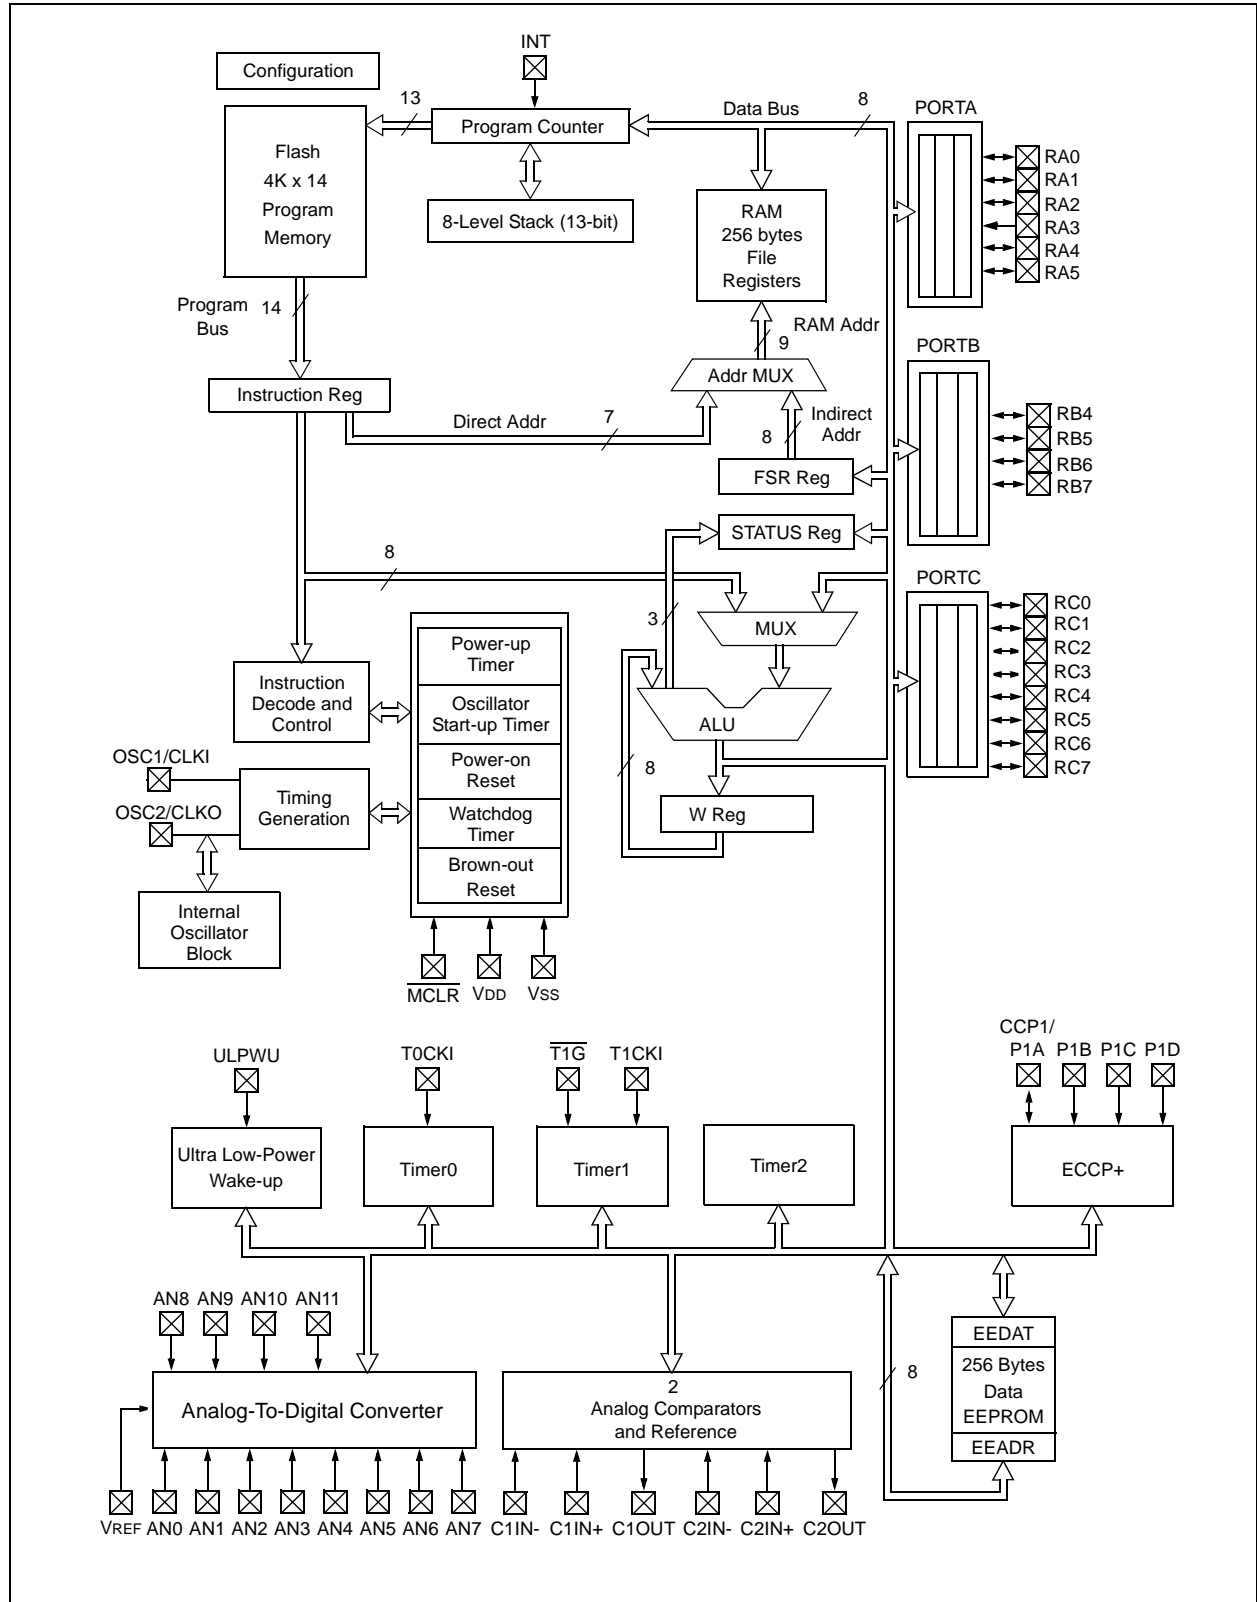 INT
Configuration
13
Data Bus
8
PORTA
Program Counter
Flash
4K x 14
Program
Memory
8-Level Stack (13-bit)
RAM
256 bytes
File
Registers
RA0
RA1
RA2
RA3
RA4
RA5
Program
Bus
14
RAM Addr
9
PORTB
Addr MUX
Instruction Reg
Direct Addr
7
Indirect
Addr
8
RB4
RB5
RB6
RB7
FSR Reg
STATUS Reg
8
PORTC
3
MUX
RC0
RC1
RC2
RC3
RC4
RC5
RC6
RC7
Power-up
Timer
Instruction
Decode and
Control
Oscillator
Start-up Timer
ALU
OSC1/CLKI
Power-on
Reset
8
Timing
Generation
OSC2/CLKO
Watchdog
Timer
W Reg
Brown-out
Reset
Internal
Oscillator
Block
MCLR
VDD
VSS
CCP1/
P1A
P1B
P1C
P1D
ULPWU
T0CKI
T1G
T1CKI
Ultra Low-Power
Wake-up
Timer0
Timer1
Timer2
ECCP+
AN8
AN9
AN10
AN11
EEDAT
256 Bytes
Data
EEPROM
EEADR
8
Analog-To-Digital Converter
2
Analog Comparators
and Reference
VREF
AN0
AN1
AN2
AN3
AN4
AN5
AN6
AN7
C1IN-
C1IN+
C1OUT
C2IN-
C2IN+
C2OUT